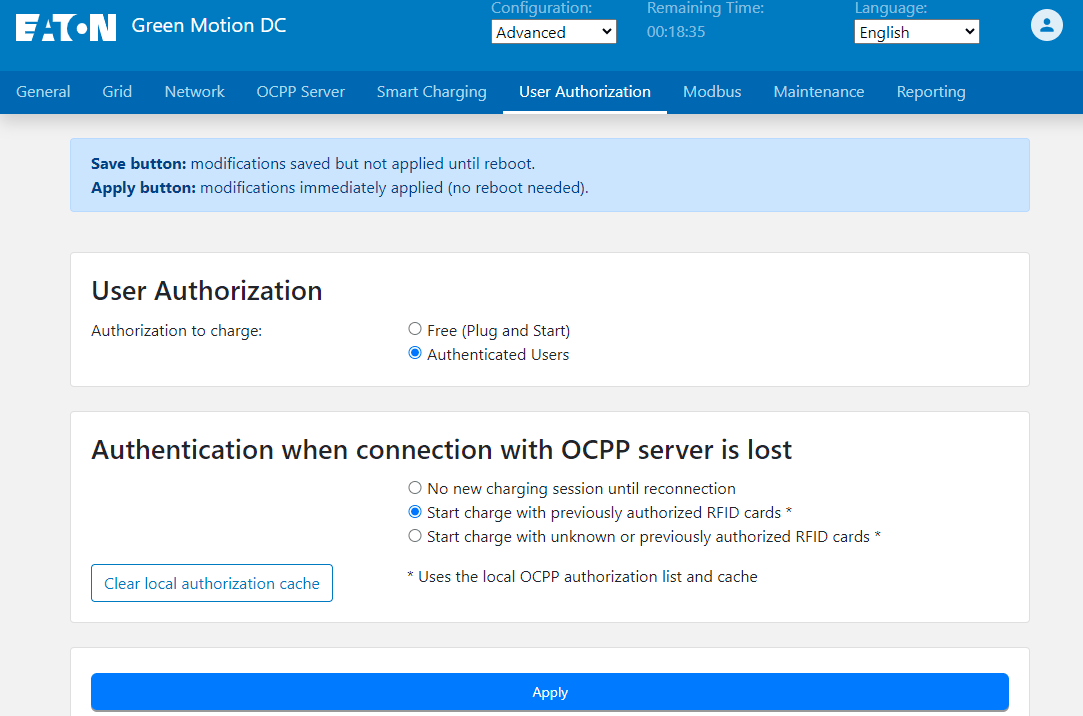 EATON Green Motion DC
Configuration:
Advanced
Remaining Time:
00:18:35
Language:
English
General Grid Network OCPP Server Smart Charging User Authorization Modbus Maintenance Reporting
Save button: modifications saved but not applied until reboot.
Apply button: modifications immediately applied (no reboot needed).
User Authorization
Authorization to charge:
Free (Plug and Start)
Authenticated Users
Authentication when connection with OCPP server is lost
No new charging session until reconnection
Start charge with previously authorized RFID cards *
Start charge with unknown or previously authorized RFID cards *
Clear local authorization cache
* Uses the local OCPP authorization list and cache
Apply